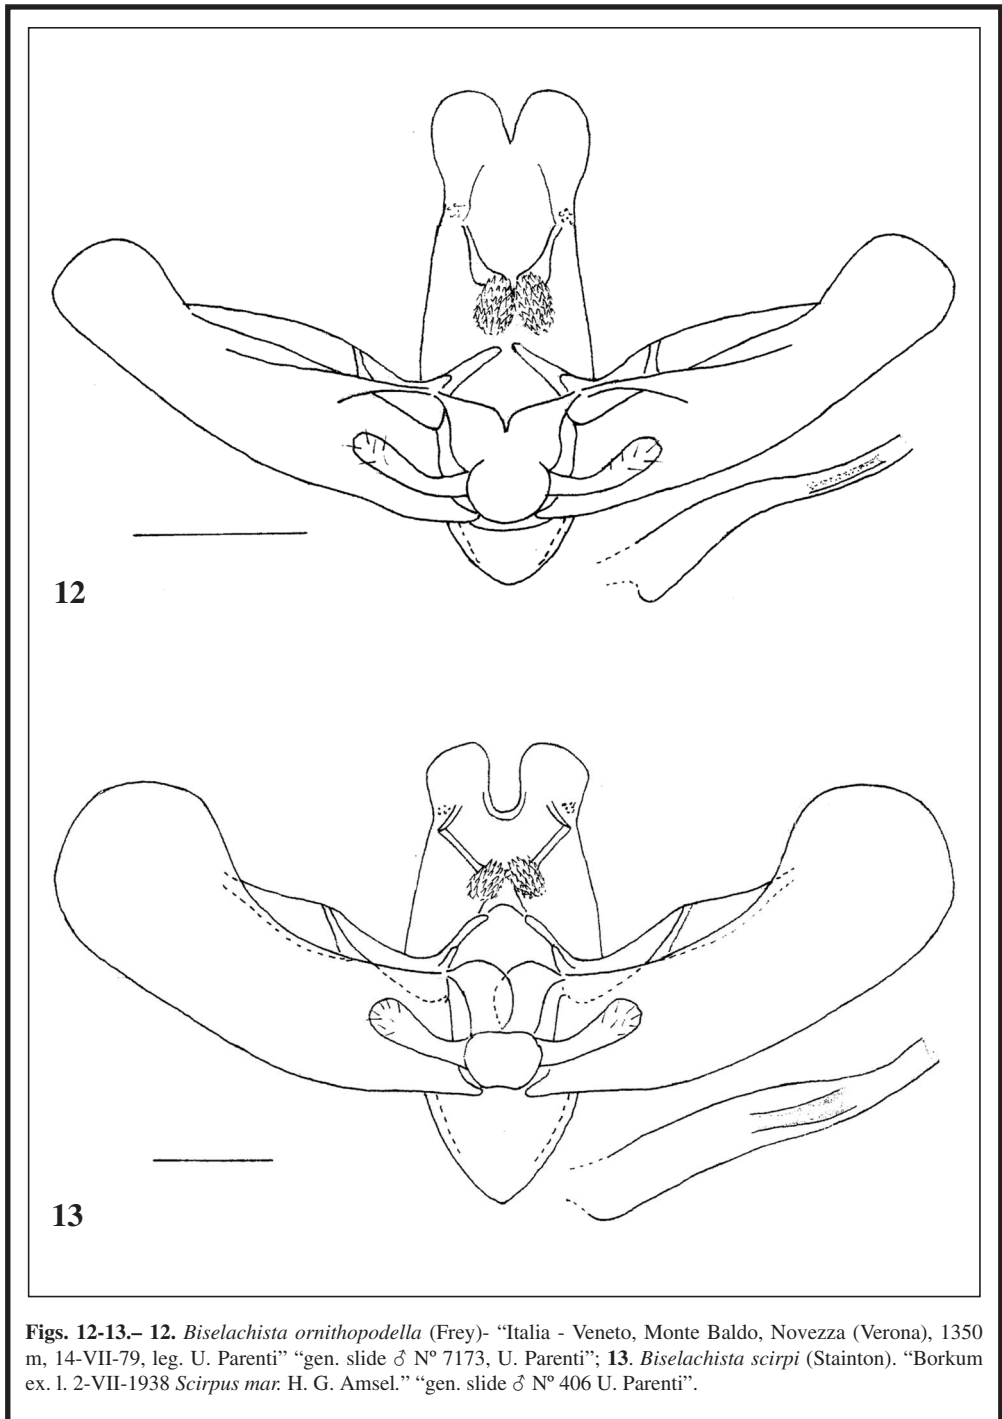 12
13
Figs. 12-13.– 12. Biselachista ornithopodella (Frey)- “Italia - Veneto, Monte Baldo, Novezza (Verona), 1350
m, 14-VII-79, leg. U. Parenti” “gen. slide ♂ Nº 7173, U. Parenti”; 13. Biselachista scirpi (Stainton). “Borkum
ex. l. 2-VII-1938 Scirpus mar. H. G. Amsel.” “gen. slide ♂ Nº 406 U. Parenti”.